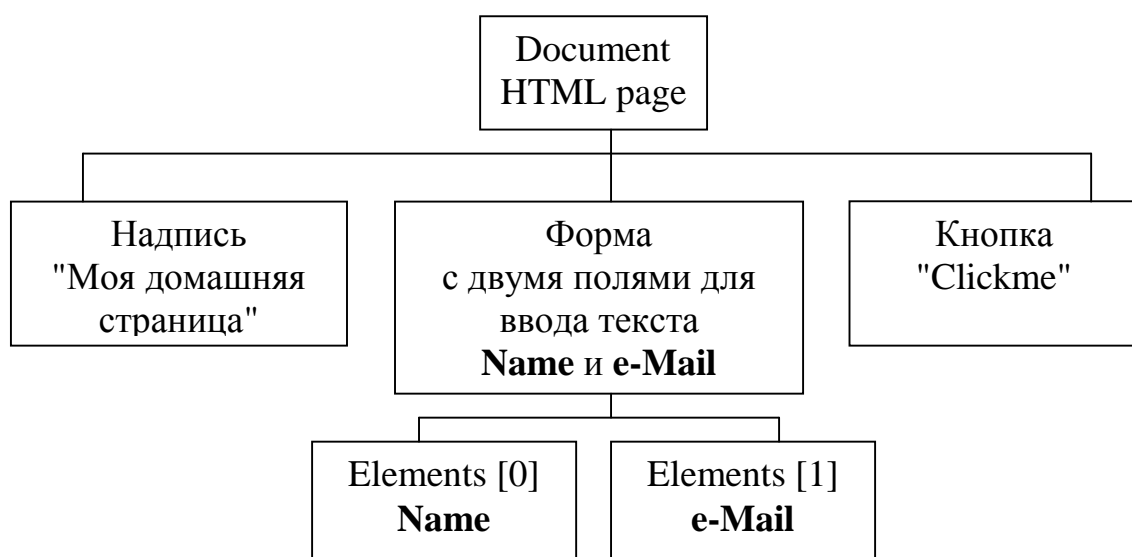 Document
HTML page
Надпись
"Моя домашняя
страница"
Форма
с двумя полями для
ввода текста
Name и e-Mail
Кнопка
"Clickme"
Elements [0]
Name
Elements [1]
e-Mail